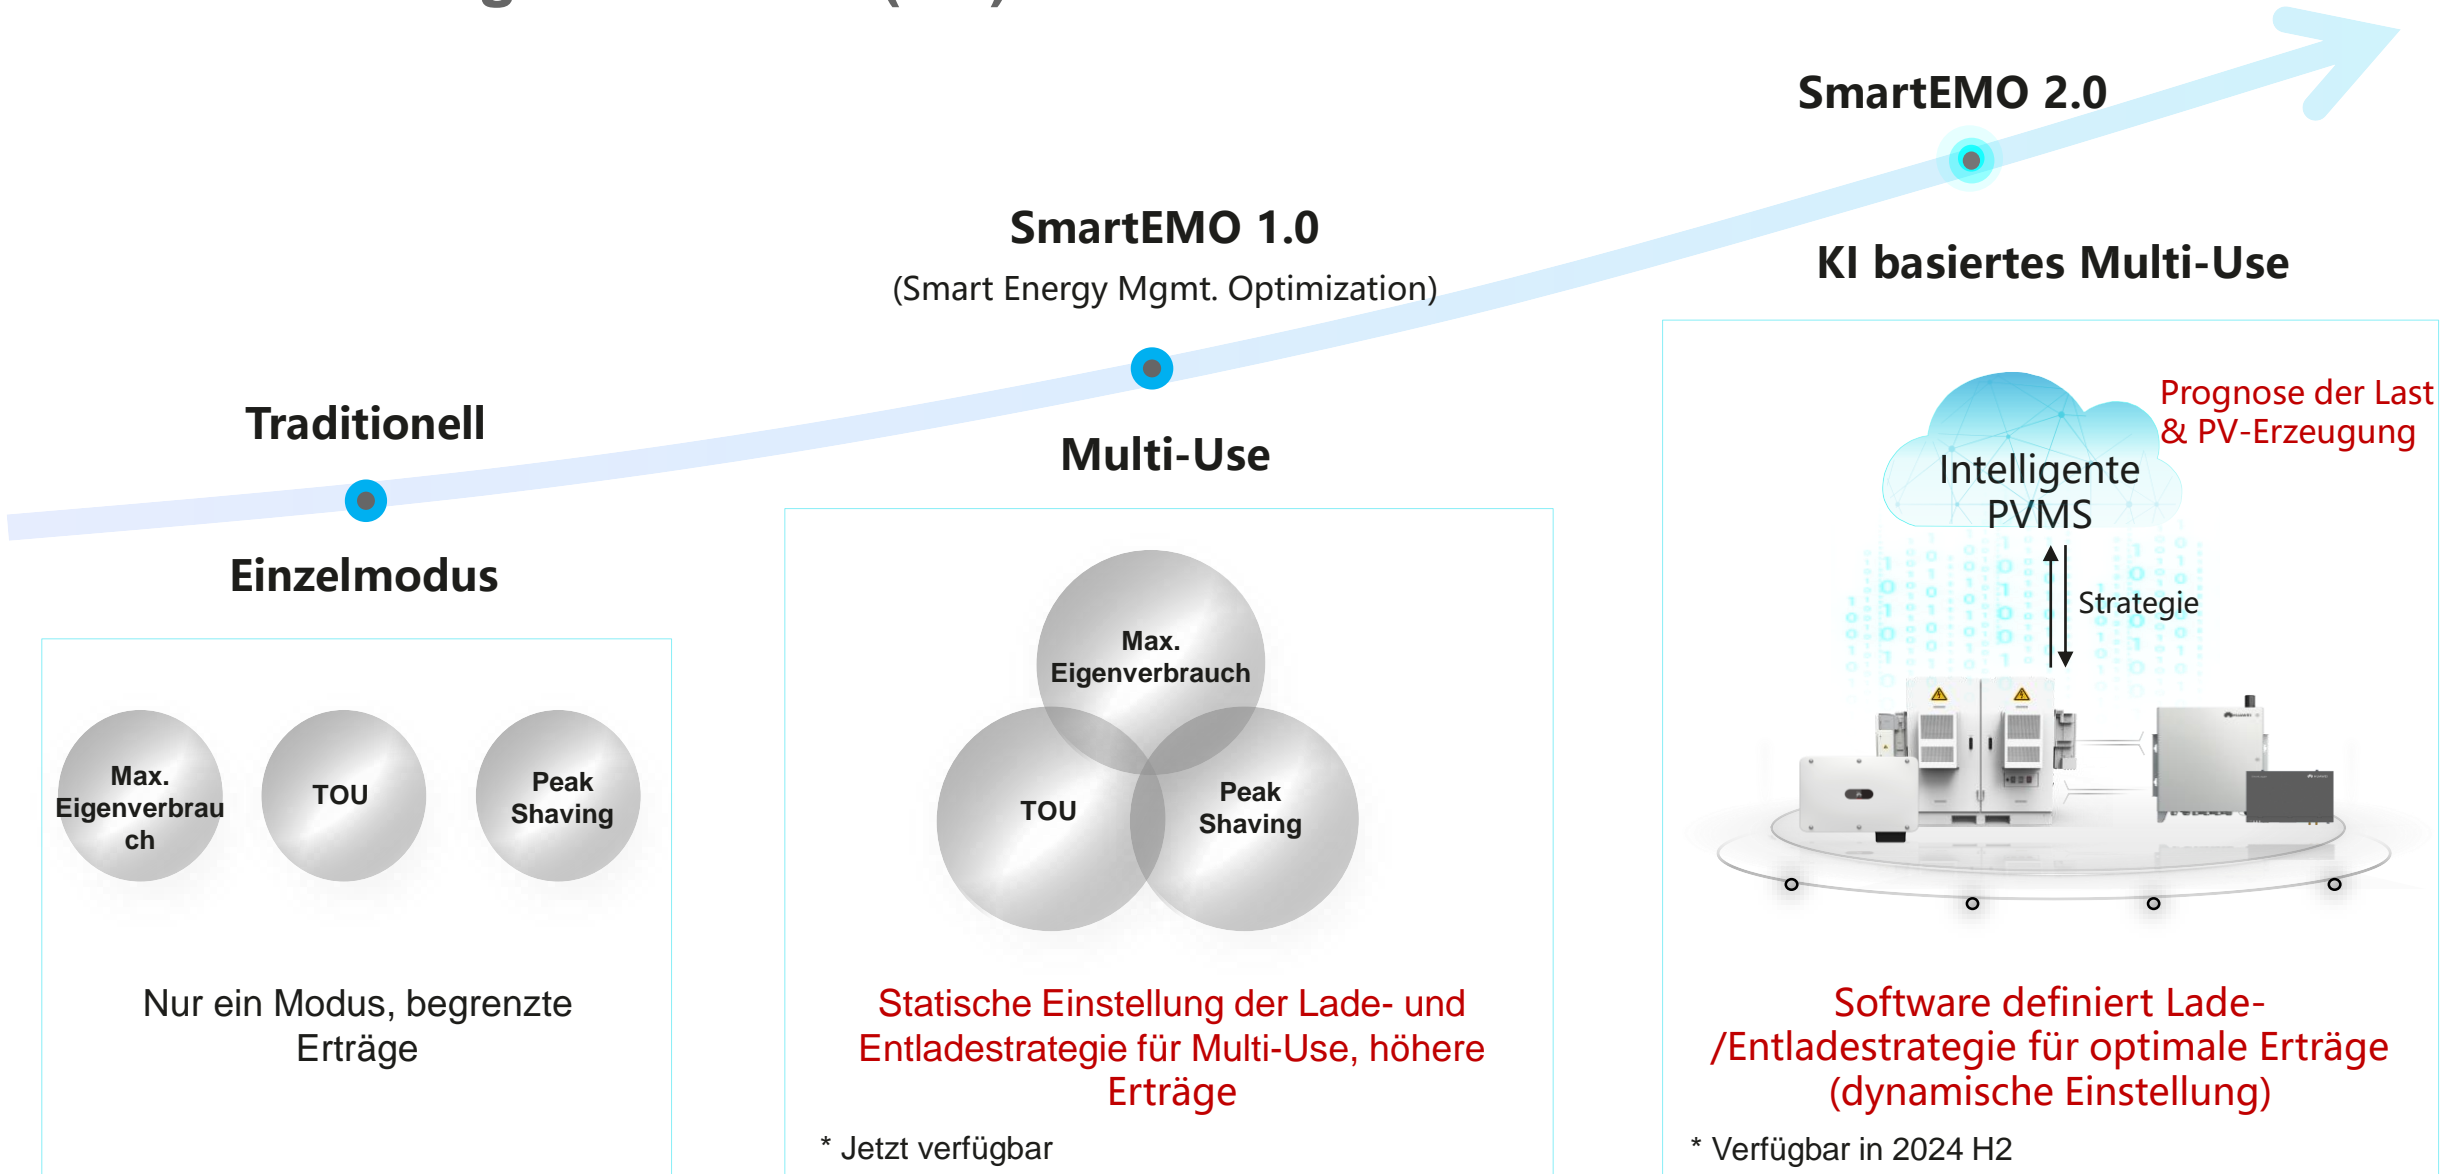 SmartEMO 2.0
SmartEMO 1.0
(Smart Energy Mgmt. Optimization)
KI basiertes Multi-Use
Traditionell
Multi-Use
Einzelmodus
Max.
Eigenverbrau
ch
TOU
Peak
Shaving
Nur ein Modus, begrenzte
Erträge
Max.
Eigenverbrauch
TOU
Peak
Shaving
Statische Einstellung der Lade- und
Entladestrategie für Multi-Use, höhere
Erträge
* Jetzt verfügbar
Prognose der Last
& PV-Erzeugung
Intelligente
PVMS
Strategie
Software definiert Lade-
/Entladestrategie für optimale Erträge
(dynamische Einstellung)
* Verfügbar in 2024 H2